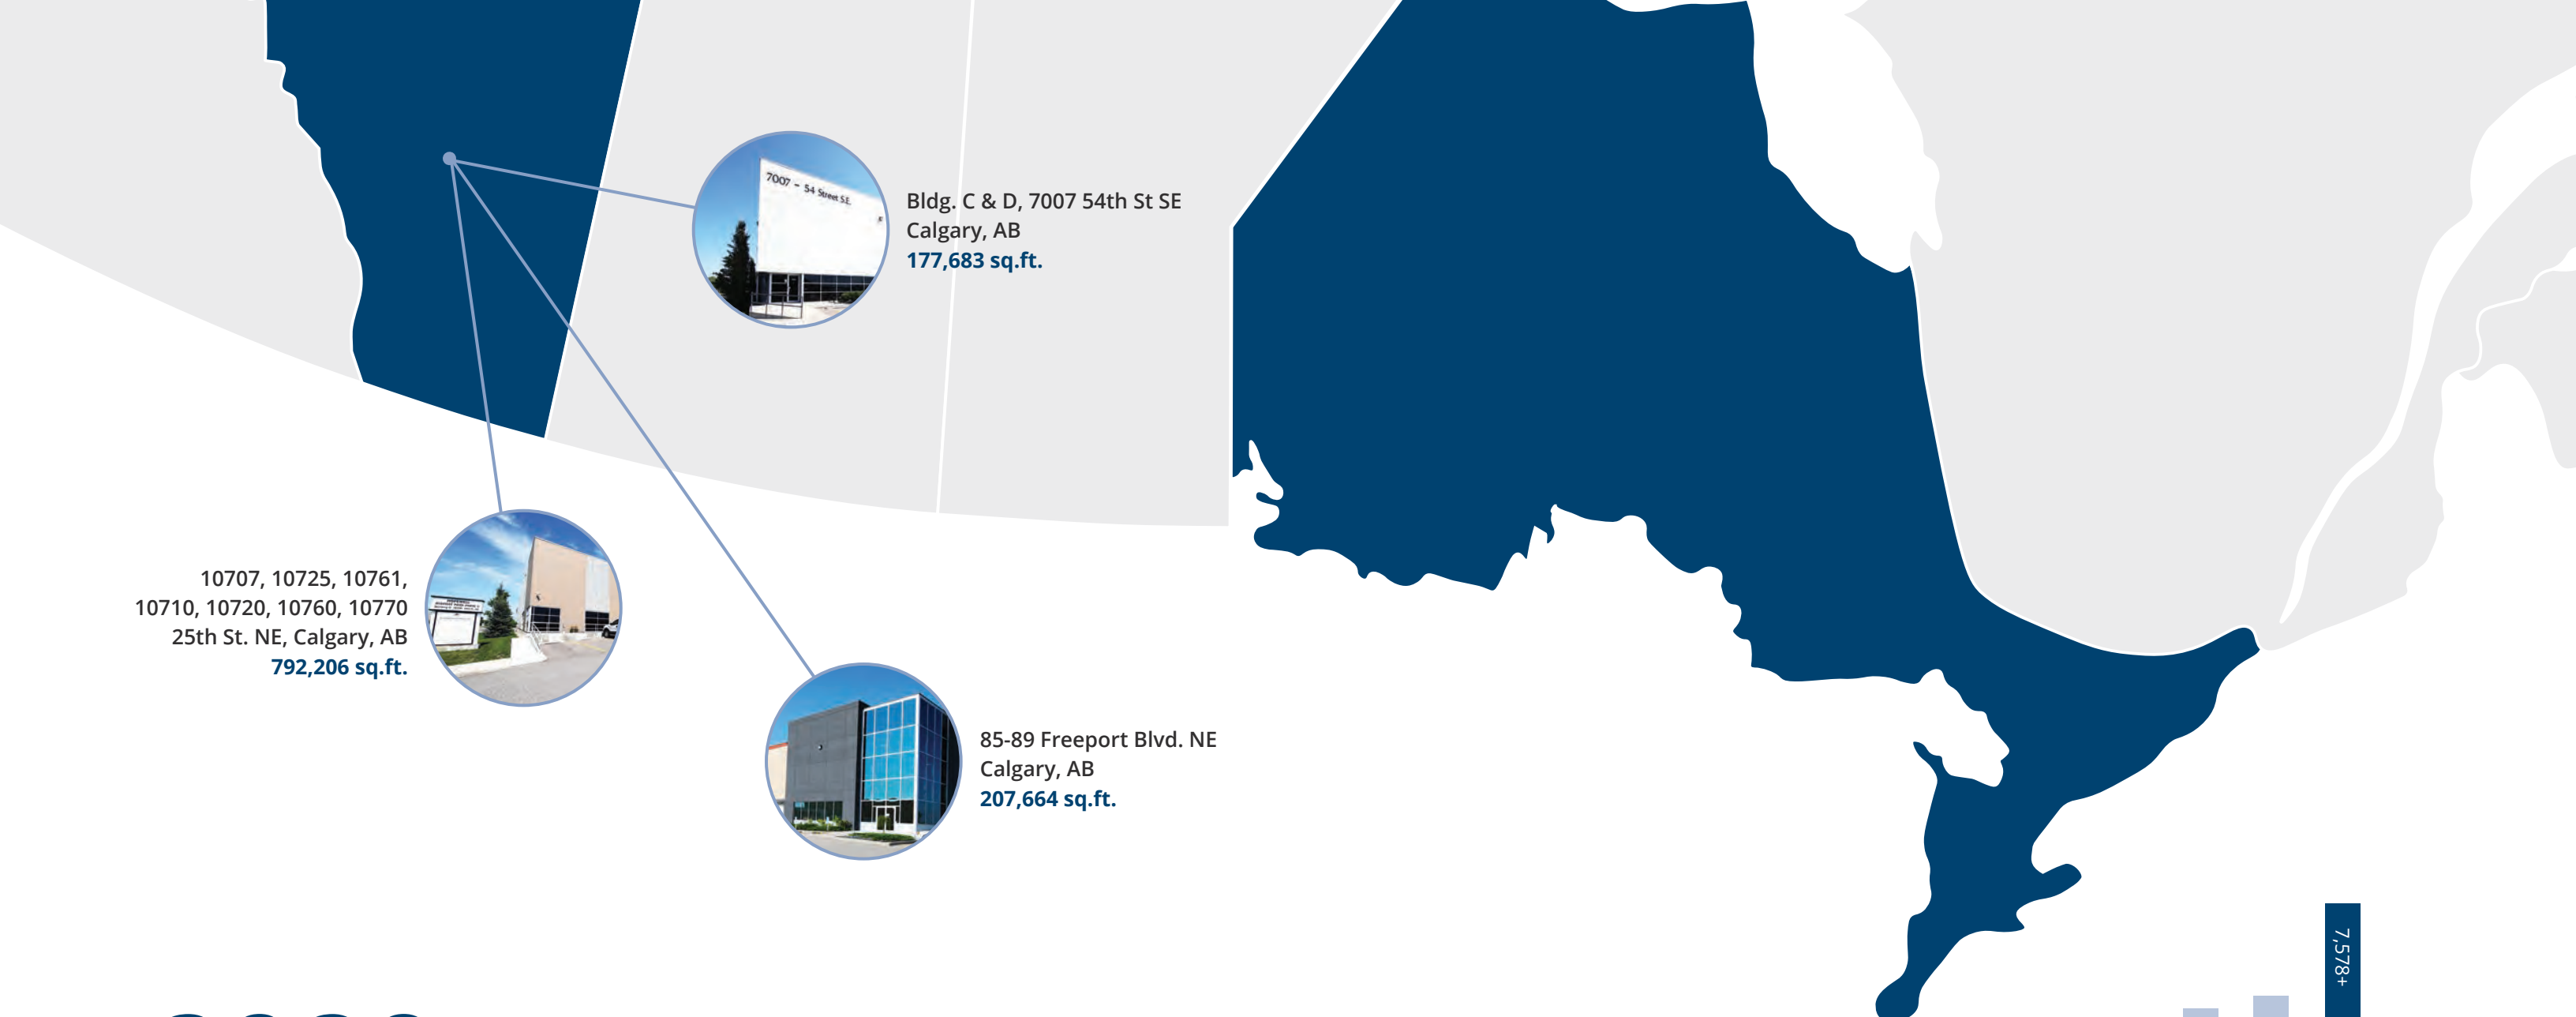 7007 - 54 Street S.E.
Bldg. C & D, 7007 54th St SE
Calgary, AB
177,683 sq.ft.
10707, 10725, 10761,
10710, 10720, 10760, 10770
25th St. NE, Calgary, AB
792,206 sq.ft.
85-89 Freeport Blvd. NE
Calgary, AB
207,664 sq.ft.
7,578+